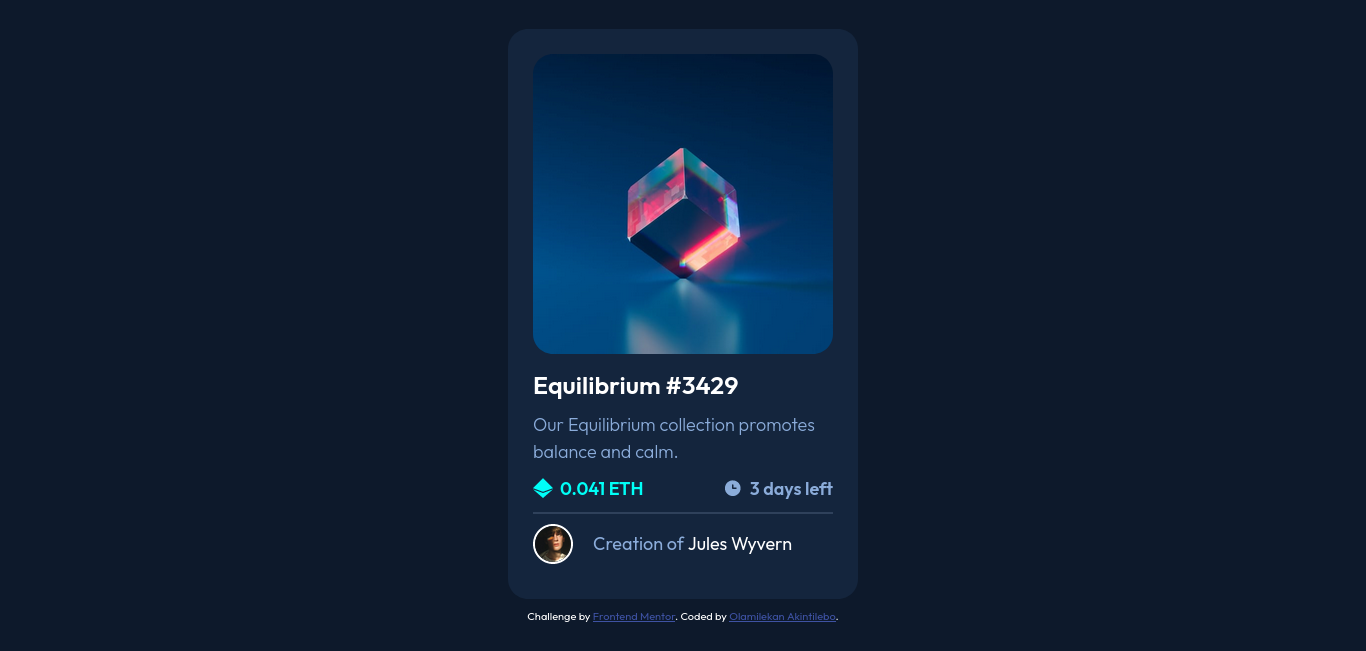 Equilibrium #3429
Our Equilibrium collection promotes
balance and calm.
0.041 ETH
3 days left
Creation of Jules Wyvern
Challenge by Frontend Mentor. Coded by Olamilekan Akintilebo.